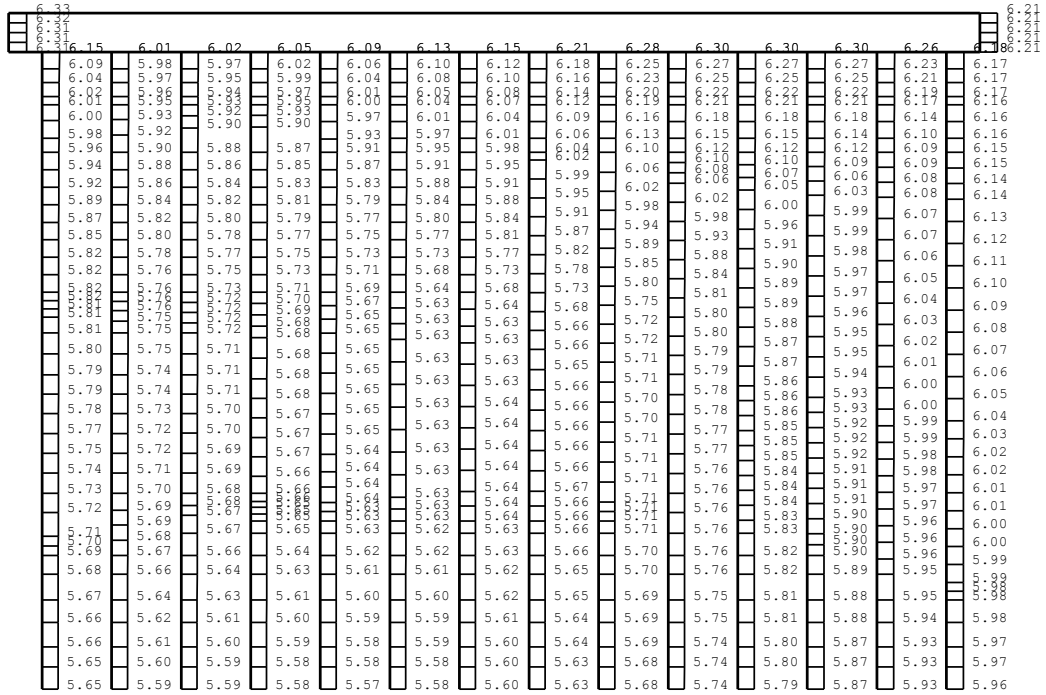 6.33 6.21
6.32 6.21
6.31 6.21
6.31 6.21
6.31 6.15 6.01 6.02 6.05 6.09 6.13 6.15 6.21 6.28 6.30 6.30 6.30 6.26 6.18 6.21
6.09 5.98 5.97 6.02 6.06 6.10 6.12 6.18 6.25 6.27 6.27 6.27 6.23 6.17
6.04 5.97 5.95 5.99 6.04 6.08 6.10 6.16 6.23 6.25 6.25 6.25 6.21 6.17
6.02 5.96 5.94 5.97 6.01 6.05 6.08 6.14 6.20 6.22 6.22 6.22 6.19 6.17
6.01 5.95 5.93 5.95 6.00 6.04 6.07 6.12 6.19 6.21 6.21 6.21 6.17 6.16
5.92 5.93
6.00 5.93 5.90 5.90 5.97 6.01 6.04 6.09 6.16 6.18 6.18 6.18 6.14 6.16
5.98 5.92 5.93 5.97 6.01 6.06 6.13 6.15 6.15 6.14 6.10 6.16
5.96 5.90 5.88 5.87 5.91 5.95 5.98 6.04 6.10 6.12 6.12 6.12 6.09 6.15
6.02 6.10 6.10
5.94 5.88 5.86 5.85 5.87 5.91 5.95 5.99 6.06 6.08 6.07 6.09 6.09 6.15
5.92 5.86 5.84 5.83 5.83 5.88 5.91 5.95 6.02 6.06 6.05 6.06 6.08 6.14
5.89 5.84 5.82 5.81 5.79 5.84 5.88 5.91 5.98 6.02 6.00 6.03 6.08 6.14
5.87 5.82 5.80 5.79 5.77 5.80 5.84 5.87 5.94 5.98 5.96 5.99 6.07 6.13
5.85 5.80 5.78 5.77 5.75 5.77 5.81 5.82 5.89 5.93 5.91 5.99 6.07 6.12
5.82 5.78 5.77 5.75 5.73 5.73 5.77 5.78 5.85 5.88 5.90 5.98 6.06 6.11
5.82 5.76 5.75 5.73 5.71 5.68 5.73 5.73 5.80 5.84 5.89 5.97 6.05 6.10
5.82 5.76 5.73 5.71 5.69 5.64 5.68 5.68 5.75 5.81 5.89 5.97 6.04 6.09
5.82 5.76 5.72 5.70 5.67 5.63 5.64
5.81 5.75 5.72 5.69 5.65 5.63 5.63 5.66 5.72 5.80 5.88 5.96 6.03 6.08
5.81 5.75 5.72 5.68 5.65 5.63 5.63 5.65 5.72 5.80 5.87 5.95 6.02 6.07
5.81 5.68
5.80 5.75 5.71 5.68 5.65 5.63 5.63 5.65 5.71 5.79 5.87 5.95 6.01 6.06
5.79 5.74 5.71 5.68 5.65 5.63 5.63 5.66 5.71 5.78 5.86 5.94 6.00 6.05
5.79 5.74 5.71 5.67 5.65 5.63 5.64 5.66 5.70 5.78 5.86 5.93 6.00 6.04
5.78 5.73 5.70 5.67 5.65 5.63 5.64 5.66 5.70 5.77 5.86 5.93 5.99 6.03
5.77 5.72 5.70 5.67 5.64 5.63 5.64 5.66 5.71 5.77 5.85 5.92 5.99 6.02
5.75 5.72 5.69 5.66 5.64 5.64 5.66 5.71 5.76 5.85 5.92 5.98 6.02
5.74 5.71 5.69 5.66 5.64 5.63 5.64 5.67 5.71 5.76 5.84 5.91 5.98 6.01
5.73 5.70 5.68 5.64 5.63 5.64 5.66 5.71 5.76 5.84 5.91 5.97 6.01
5.72 5.69 5.68 5.65 5.63 5.63 5.64 5.66 5.71 5.76 5.84 5.90 5.96 6.00
5.71 5.69 5.67 5.65 5.63 5.62 5.63 5.66 5.71 5.76 5.83 5.90 5.96 6.00
5.70 5.68 5.67 5.83 5.90
5.69 5.67 5.66 5.64 5.62 5.62 5.63 5.66 5.70 5.76 5.82 5.90 5.96 5.99
5.68 5.66 5.64 5.63 5.61 5.61 5.62 5.65 5.70 5.76 5.82 5.89 5.95 5.99
5.98
5.67 5.64 5.63 5.61 5.60 5.60 5.62 5.65 5.69 5.75 5.81 5.88 5.95 5.98
5.66 5.62 5.61 5.60 5.59 5.59 5.61 5.64 5.69 5.75 5.81 5.88 5.94 5.98
5.66 5.61 5.60 5.59 5.58 5.59 5.60 5.64 5.69 5.74 5.80 5.87 5.93 5.97
5.65 5.60 5.59 5.58 5.58 5.58 5.60 5.63 5.68 5.74 5.80 5.87 5.93 5.97
5.65 5.59 5.59 5.58 5.57 5.58 5.60 5.63 5.68 5.74 5.79 5.87 5.93 5.96